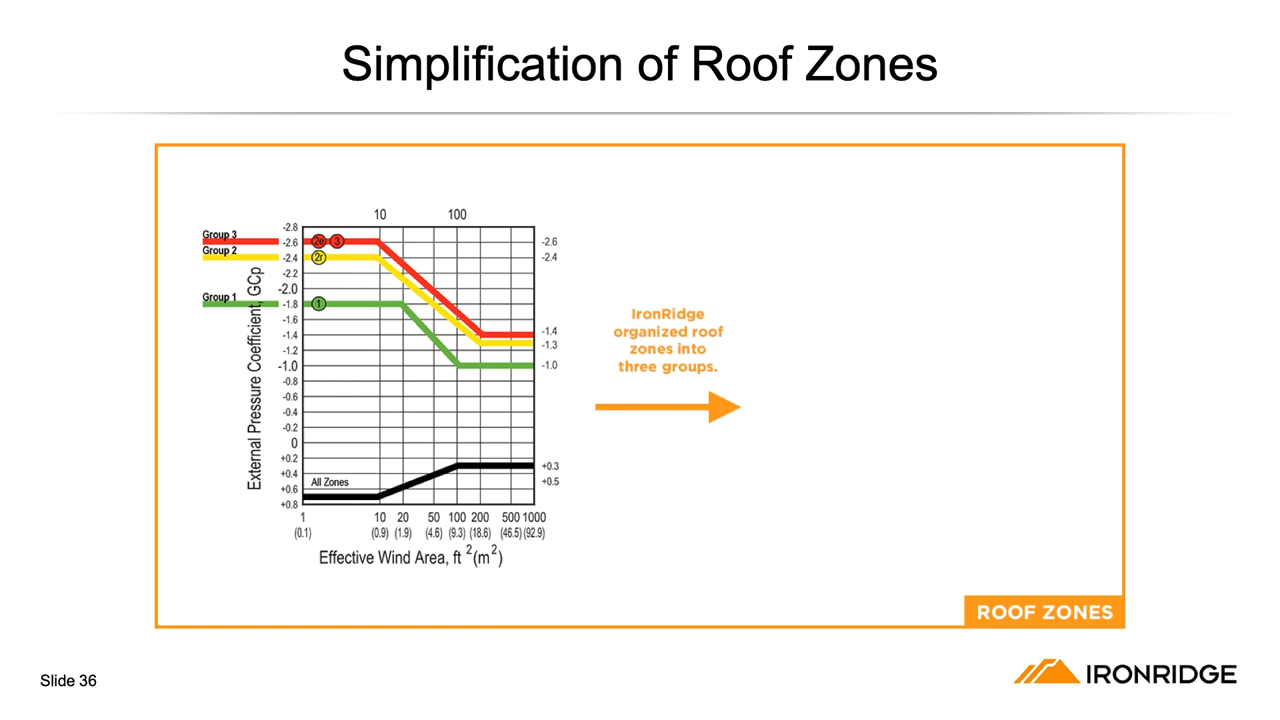 Simplification of Roof Zones
10 100
Group 3
Group 2
Group 1
2e 3
2r
1
External Pressure Coefficient, GCp
-2.8
-2.6
-2.4
-2.2
-2.0
-1.8
-1.6
-1.4
-1.2
-1.0
-0.8
-0.6
-0.4
-0.2
0
+0.2
+0.4
+0.6
+0.8
-2.6
-2.4
-1.4
-1.3
-1.0
+0.3
+0.5
All Zones
1 10 20 50 100 200 500 1000
(0.1) (0.9) (1.9) (4.6) (9.3) (18.6) (46.5) (92.9)
Effective Wind Area, ft 2 (m2)
IronRidge
organized roof
zones into
three groups.
ROOF ZONES
Slide 36
IRONRIDGE